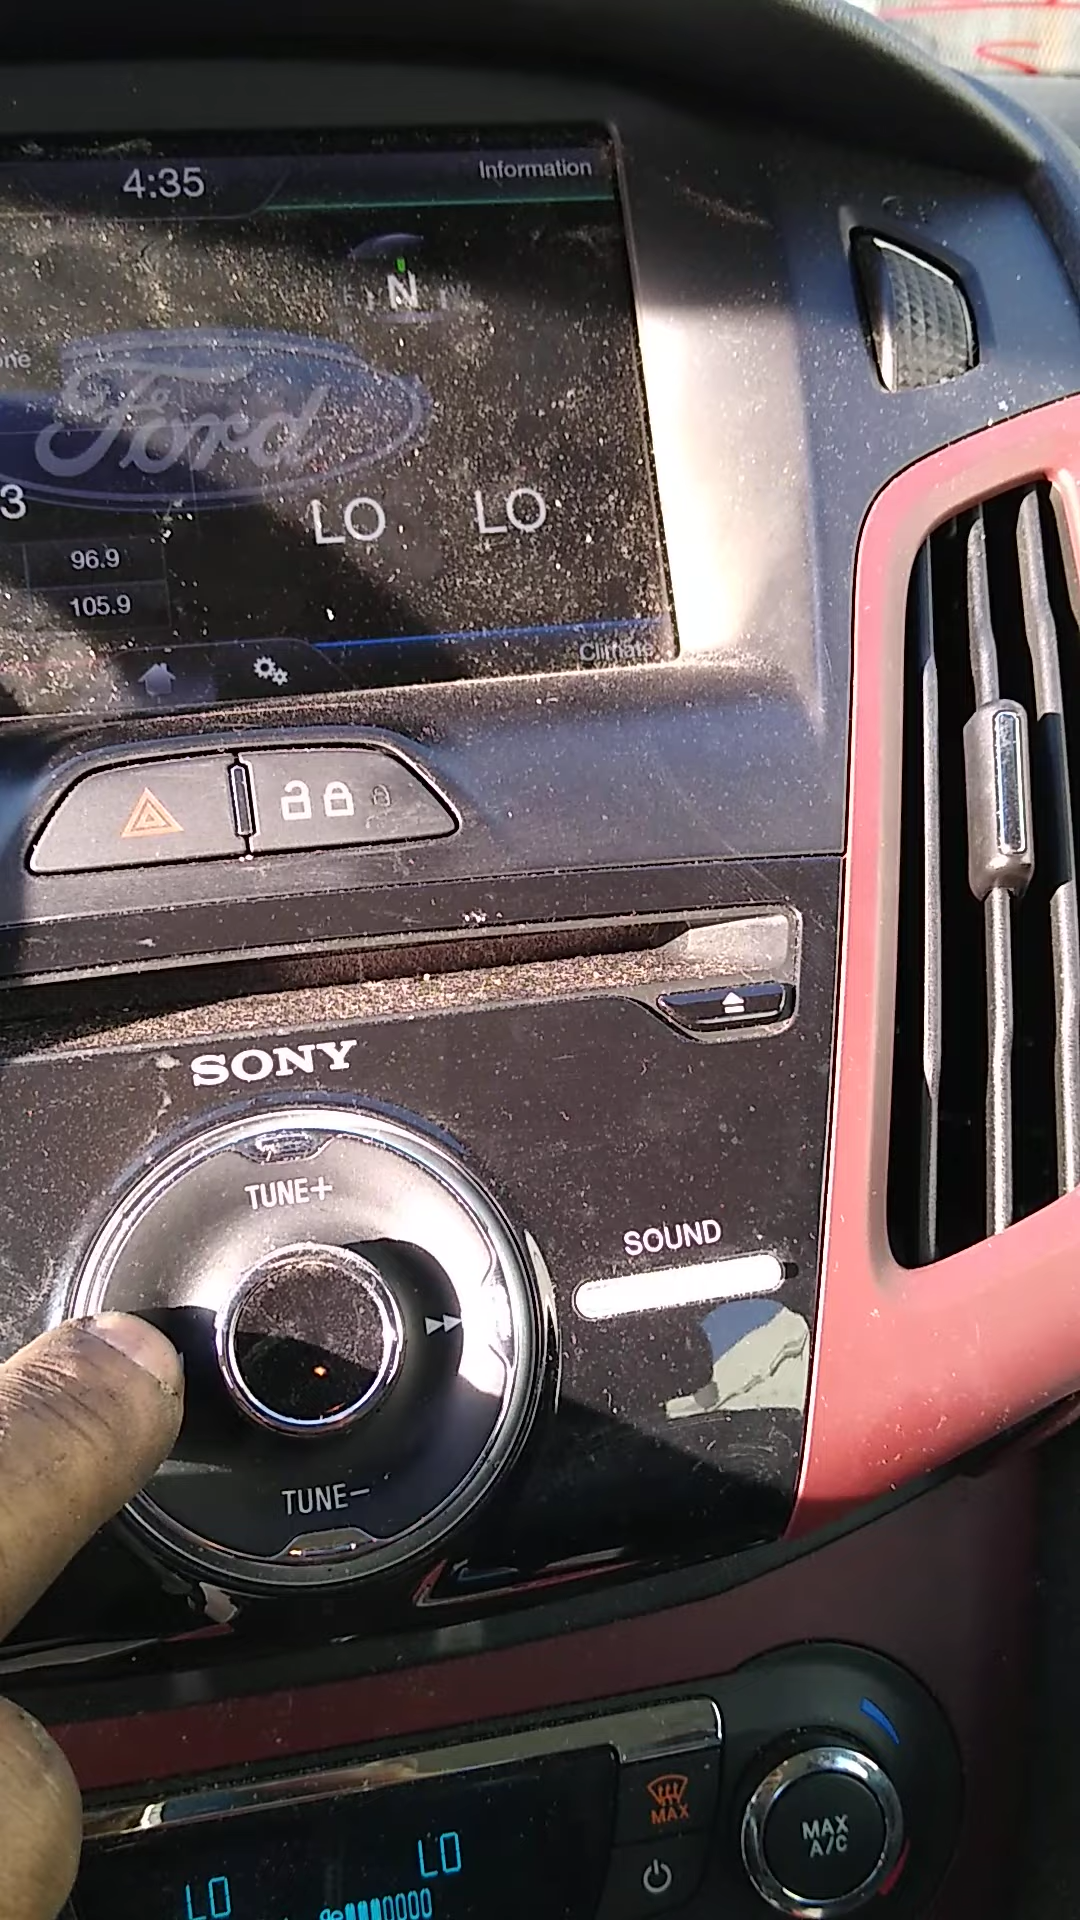 4:35
Information
N
W
one
Ford
3
LO
LO
96.9
105.9
Climate
SONY
TUNE+
SOUND
TUNE-
MAX
MAX
A/C
LO
LO